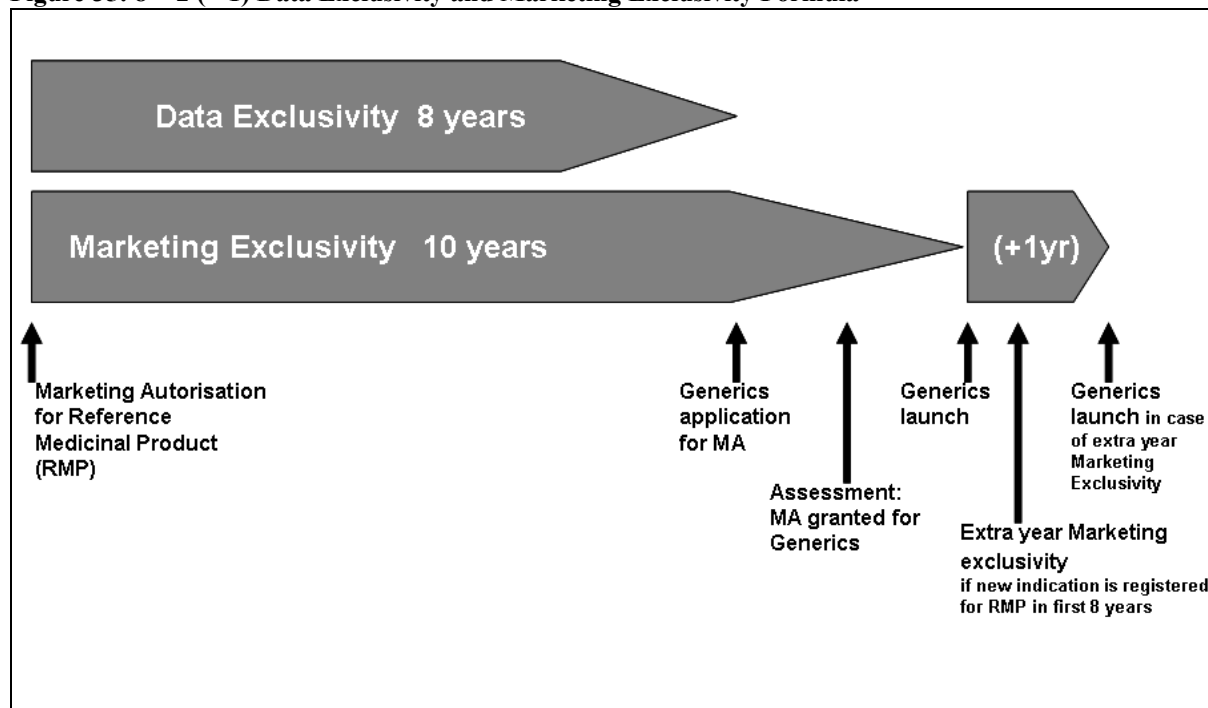 Data Exclusivity 8 years
Marketing Exclusivity 10 years
(+1yr)
Marketing Autorisation
for Reference
Medicinal Product
(RMP)
Generics
application
for MA
Assessment:
MA granted for
Generics
Generics
launch
Extra year Marketing
exclusivity
if new indication is registered
for RMP in first 8 years
Generics
launch in case
of extra year
Marketing
Exclusivity